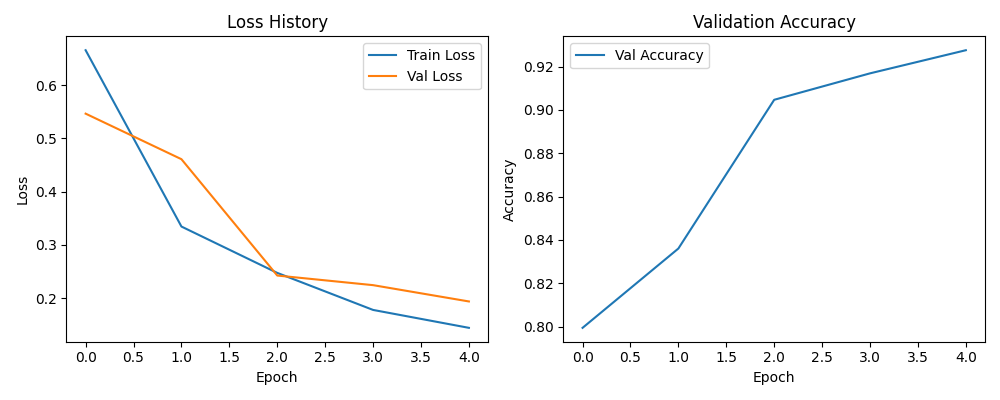 Loss History
Train Loss
Val Loss
0.6
0.5
0.4
0.3
0.2
Loss
0.0 0.5 1.0 1.5 2.0 2.5 3.0 3.5 4.0
Epoch
Validation Accuracy
Val Accuracy
0.92
0.90
0.88
0.86
0.84
0.82
0.80
Accuracy
0.0 0.5 1.0 1.5 2.0 2.5 3.0 3.5 4.0
Epoch